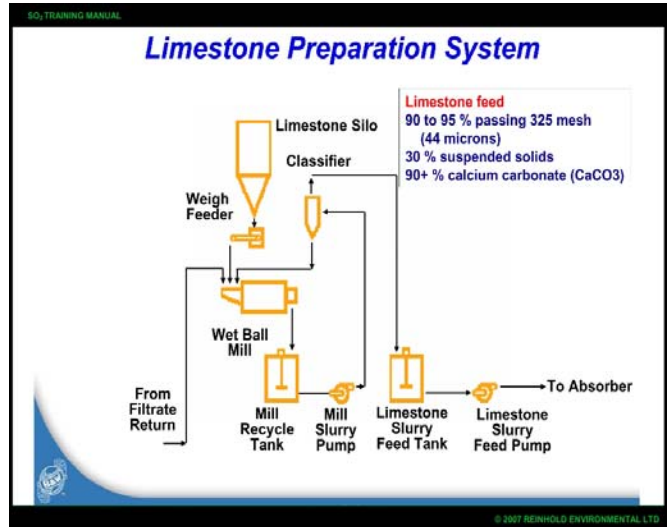 SO₂ TRAINING MANUAL
Limestone Preparation System
Limestone feed
90 to 95 % passing 325 mesh
(44 microns)
30 % suspended solids
90+ % calcium carbonate (CaCO3)
Limestone Silo
Classifier
Weigh
Feeder
Wet Ball
Mill
From
Filtrate
Return
Mill
Recycle
Tank
Mill
Slurry
Pump
Limestone
Slurry
Feed Tank
Limestone
Slurry
Feed Pump
To Absorber
B&W
© 2007 REINHOLD ENVIRONMENTAL LTD